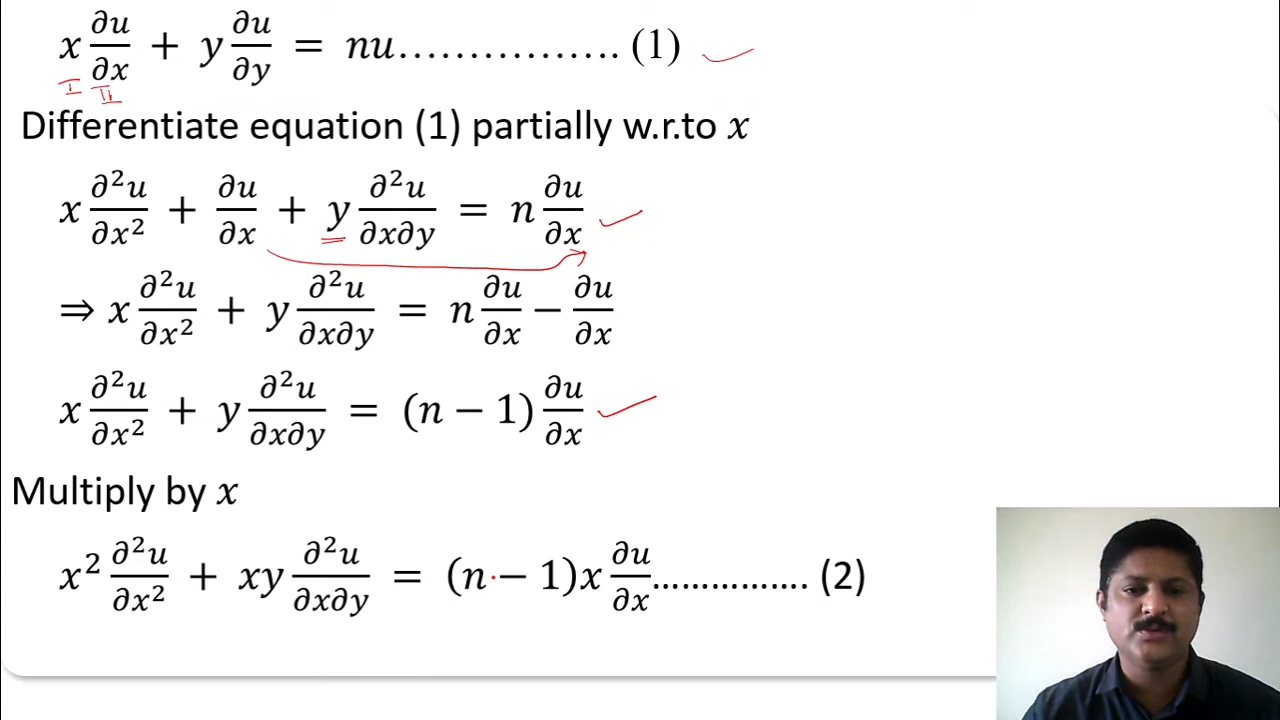 x ∂u/∂x + y ∂u/∂y = nu................ (1)
I II
Differentiate equation (1) partially w.r.to x
x ∂²u/∂x² + ∂u/∂x + y ∂²u/∂x∂y = n ∂u/∂x
⇒ x ∂²u/∂x² + y ∂²u/∂x∂y = n ∂u/∂x − ∂u/∂x
x ∂²u/∂x² + y ∂²u/∂x∂y = (n − 1) ∂u/∂x
Multiply by x
x² ∂²u/∂x² + xy ∂²u/∂x∂y = (n − 1)x ∂u/∂x ................ (2)